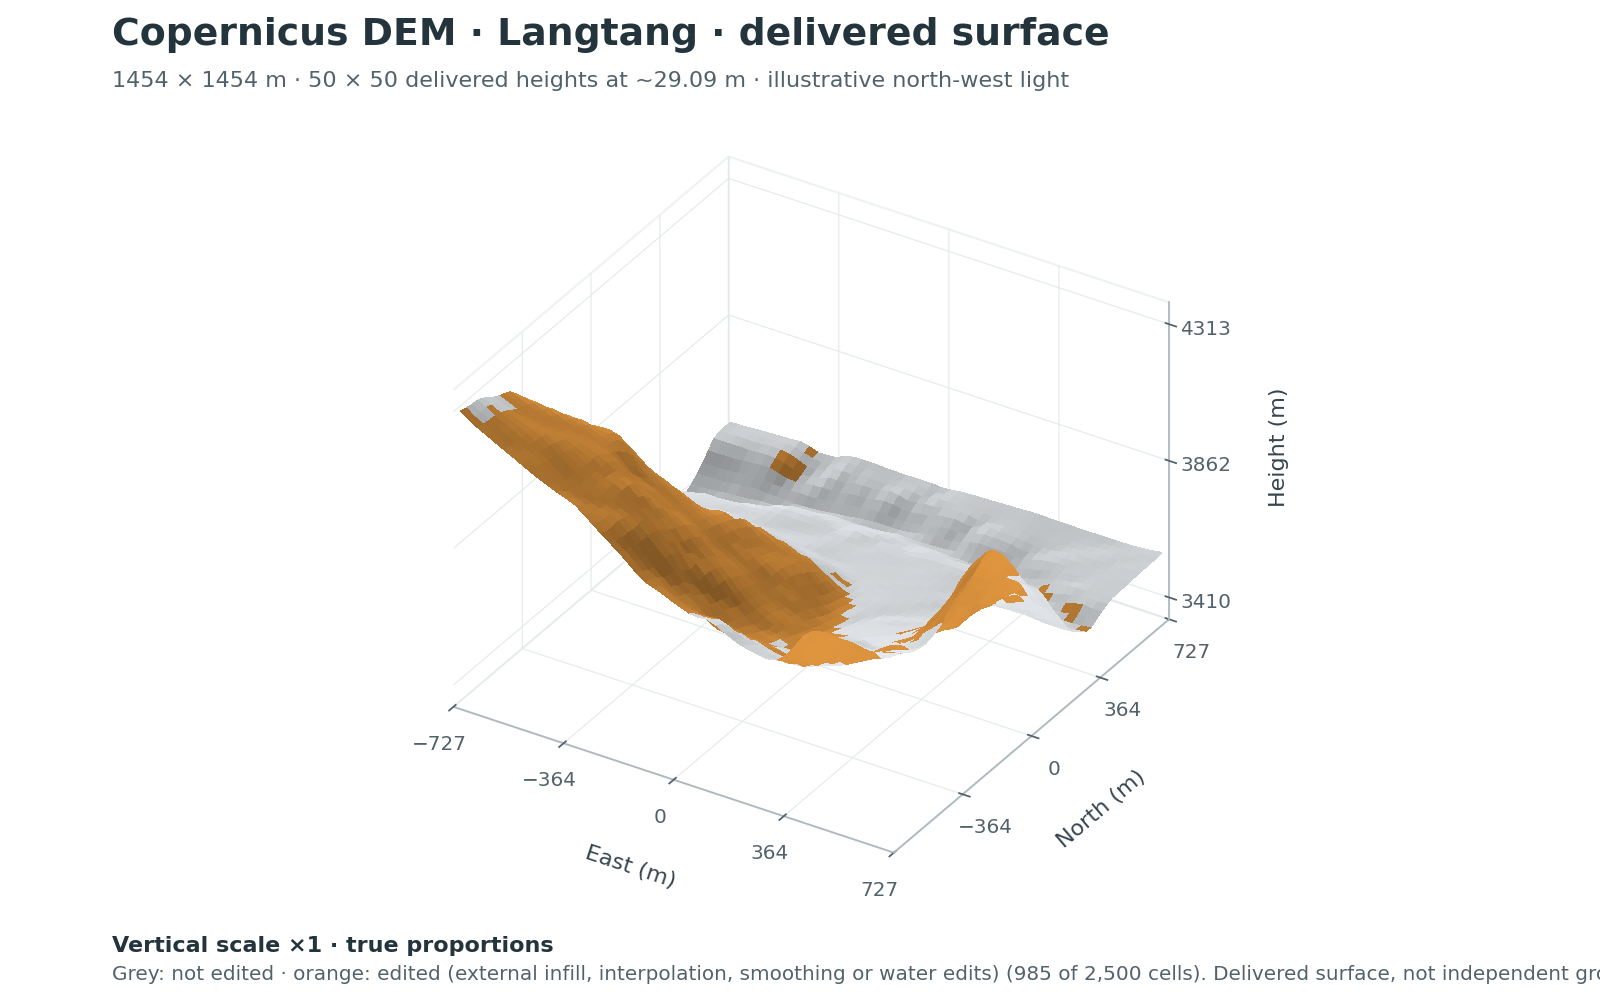 Copernicus DEM · Langtang · delivered surface
1454 × 1454 m · 50 × 50 delivered heights at ~29.09 m · illustrative north-west light
4313
3862
3410
Height (m)
727
364
0
−364
North (m)
−727
−364
0
364
727
East (m)
Vertical scale ×1 · true proportions
Grey: not edited · orange: edited (external infill, interpolation, smoothing or water edits) (985 of 2,500 cells). Delivered surface, not independent